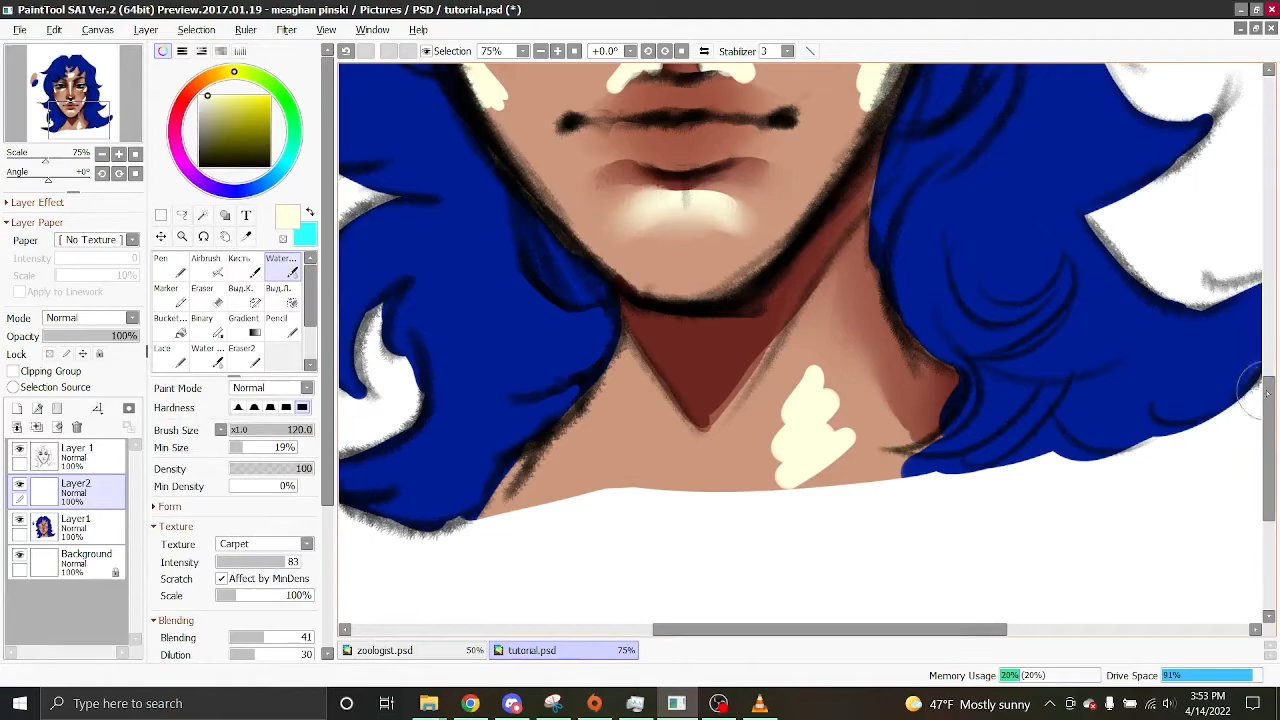 PaintTool SAI Ver.2 (64bit) Preview.2017.01.19 - meaghan pinski / Pictures / PSD / tutorial.psd (*)
File Edit Canvas Layer Selection Ruler Filter View Window Help
Selection 75% +0.0° Stabilizer 3
Scale 75%
Angle +0°
Layer Effect
Layer Paper
Paper [ No Texture ]
Intensity 0
Scale 10%
Apply to Linework
Mode Normal
Opacity 100%
Lock
Clipping Group
Selection Source
Layer 1
Normal
100%
Layer2
Normal
100%
Layer1
Normal
100%
Background
Normal
100%
T
Pen Airbrush Кисть Water...
Marker Eraser Выд.К. Выд.Л.
Bucket... Binary Gradient Pencil
Lace Water ... Eraser2
Paint Mode Normal
Hardness
Brush Size x1.0 120.0
Min Size 19%
Density 100
Min Density 0%
Form
Texture
Texture Carpet
Intensity 83
Scratch Affect by MinDens
Scale 100%
Blending
Blending 41
Dilution 30
zoologist.psd 50% tutorial.psd 75%
Memory Usage 20% (20%) Drive Space 91%
Type here to search
47°F Mostly sunny
3:53 PM
4/14/2022